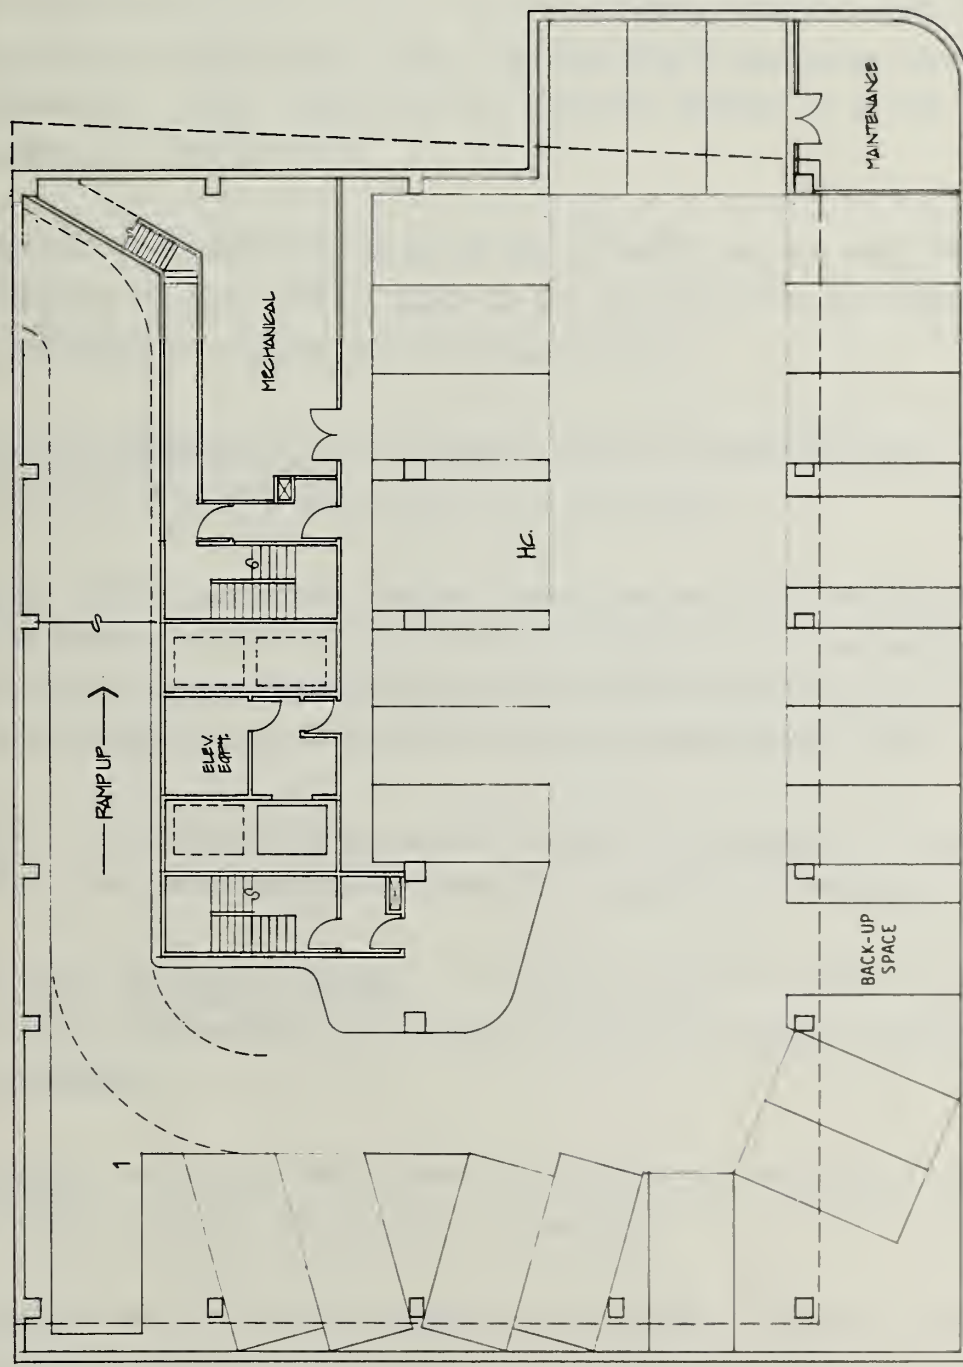 MAINTENANCE
MECHANICAL
H.C.
RAMP UP
ELEV.
EQPT.
BACK-UP
SPACE
1